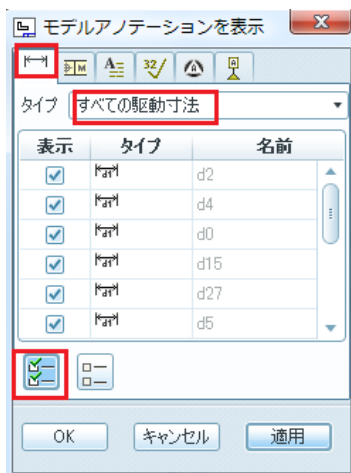 モデルアノテーションを表示
タイプ すべての駆動寸法
表示 タイプ 名前
d2
d4
d0
d15
d27
d5
OK キャンセル 適用